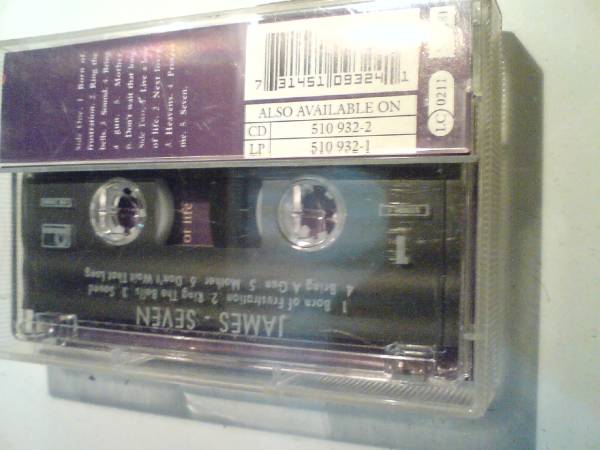 Side One. 1. Born of
frustration. 2. Ring the
bells. 3. Sound. 4. Bring
a gun. 5. Mother.
6. Don't wait that
Side Two. 1. Live a
of life. 2. Next
3. Heavens. 4.
me. 5. Seven.
7 31451 09324 1
ALSO AVAILABLE ON
CD 510 932-2
LP 510 932-1
LC 0211
of life
1
JAMES - SEVEN
1 Born of Frustration 2 Ring The Bells 3 Sound
4 Bring A Gun 5 Mother 6 Don't Wait That Long